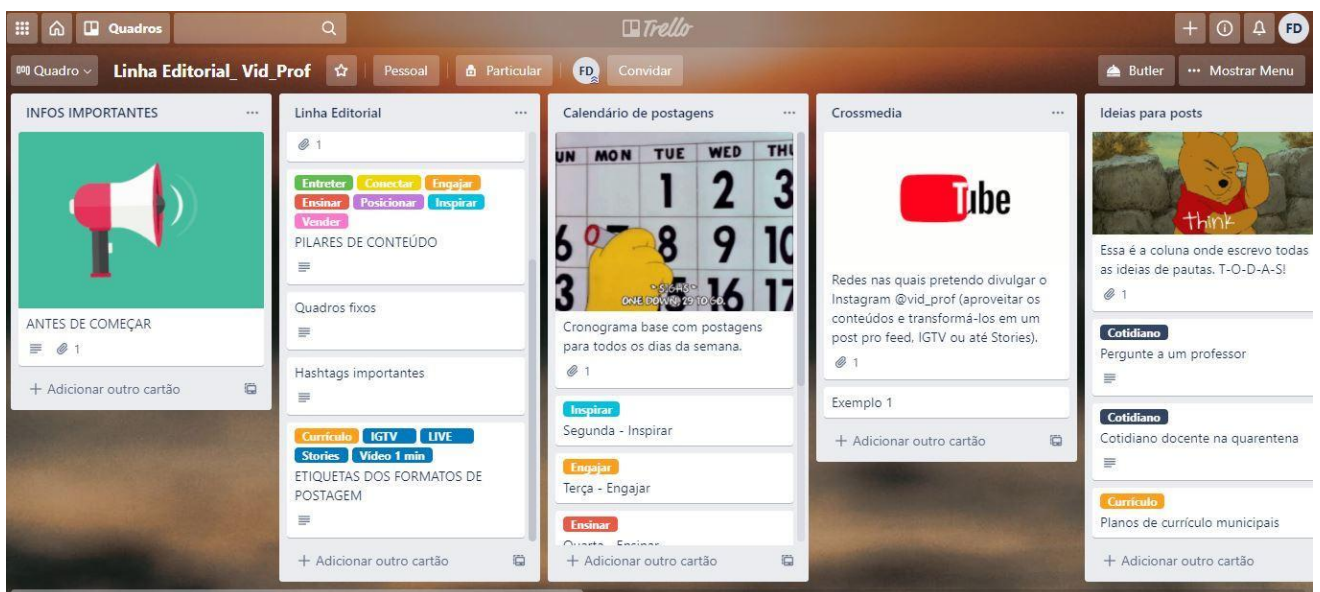 Quadros
Trello
FD
Quadro
Linha Editorial_ Vid_Prof
Pessoal
Particular
FD
Convidar
Butler
··· Mostrar Menu
INFOS IMPORTANTES
ANTES DE COMEÇAR
1
+ Adicionar outro cartão
Linha Editorial
1
Entreter Conectar Engajar
Ensinar Posicionar Inspirar
Vender
PILARES DE CONTEÚDO
Quadros fixos
Hashtags importantes
Currículo IGTV LIVE
Stories Vídeo 1 min
ETIQUETAS DOS FORMATOS DE
POSTAGEM
+ Adicionar outro cartão
Calendário de postagens
UN MON TUE WED THU
1 2 3
6 8 9 10
3 16 17
*SIGHS*
ONE DOWN, 29 TO GO.
Cronograma base com postagens
para todos os dias da semana.
1
Inspirar
Segunda - Inspirar
Engajar
Terça - Engajar
Ensinar
Quarta - Ensinar
+ Adicionar outro cartão
Crossmedia
Tube
Redes nas quais pretendo divulgar o
Instagram @vid_prof (aproveitar os
conteúdos e transformá-los em um
post pro feed, IGTV ou até Stories).
1
Exemplo 1
+ Adicionar outro cartão
Ideias para posts
think
Essa é a coluna onde escrevo todas
as ideias de pautas. T-O-D-A-S!
1
Cotidiano
Pergunte a um professor
Cotidiano
Cotidiano docente na quarentena
Currículo
Planos de currículo municipais
+ Adicionar outro cartão